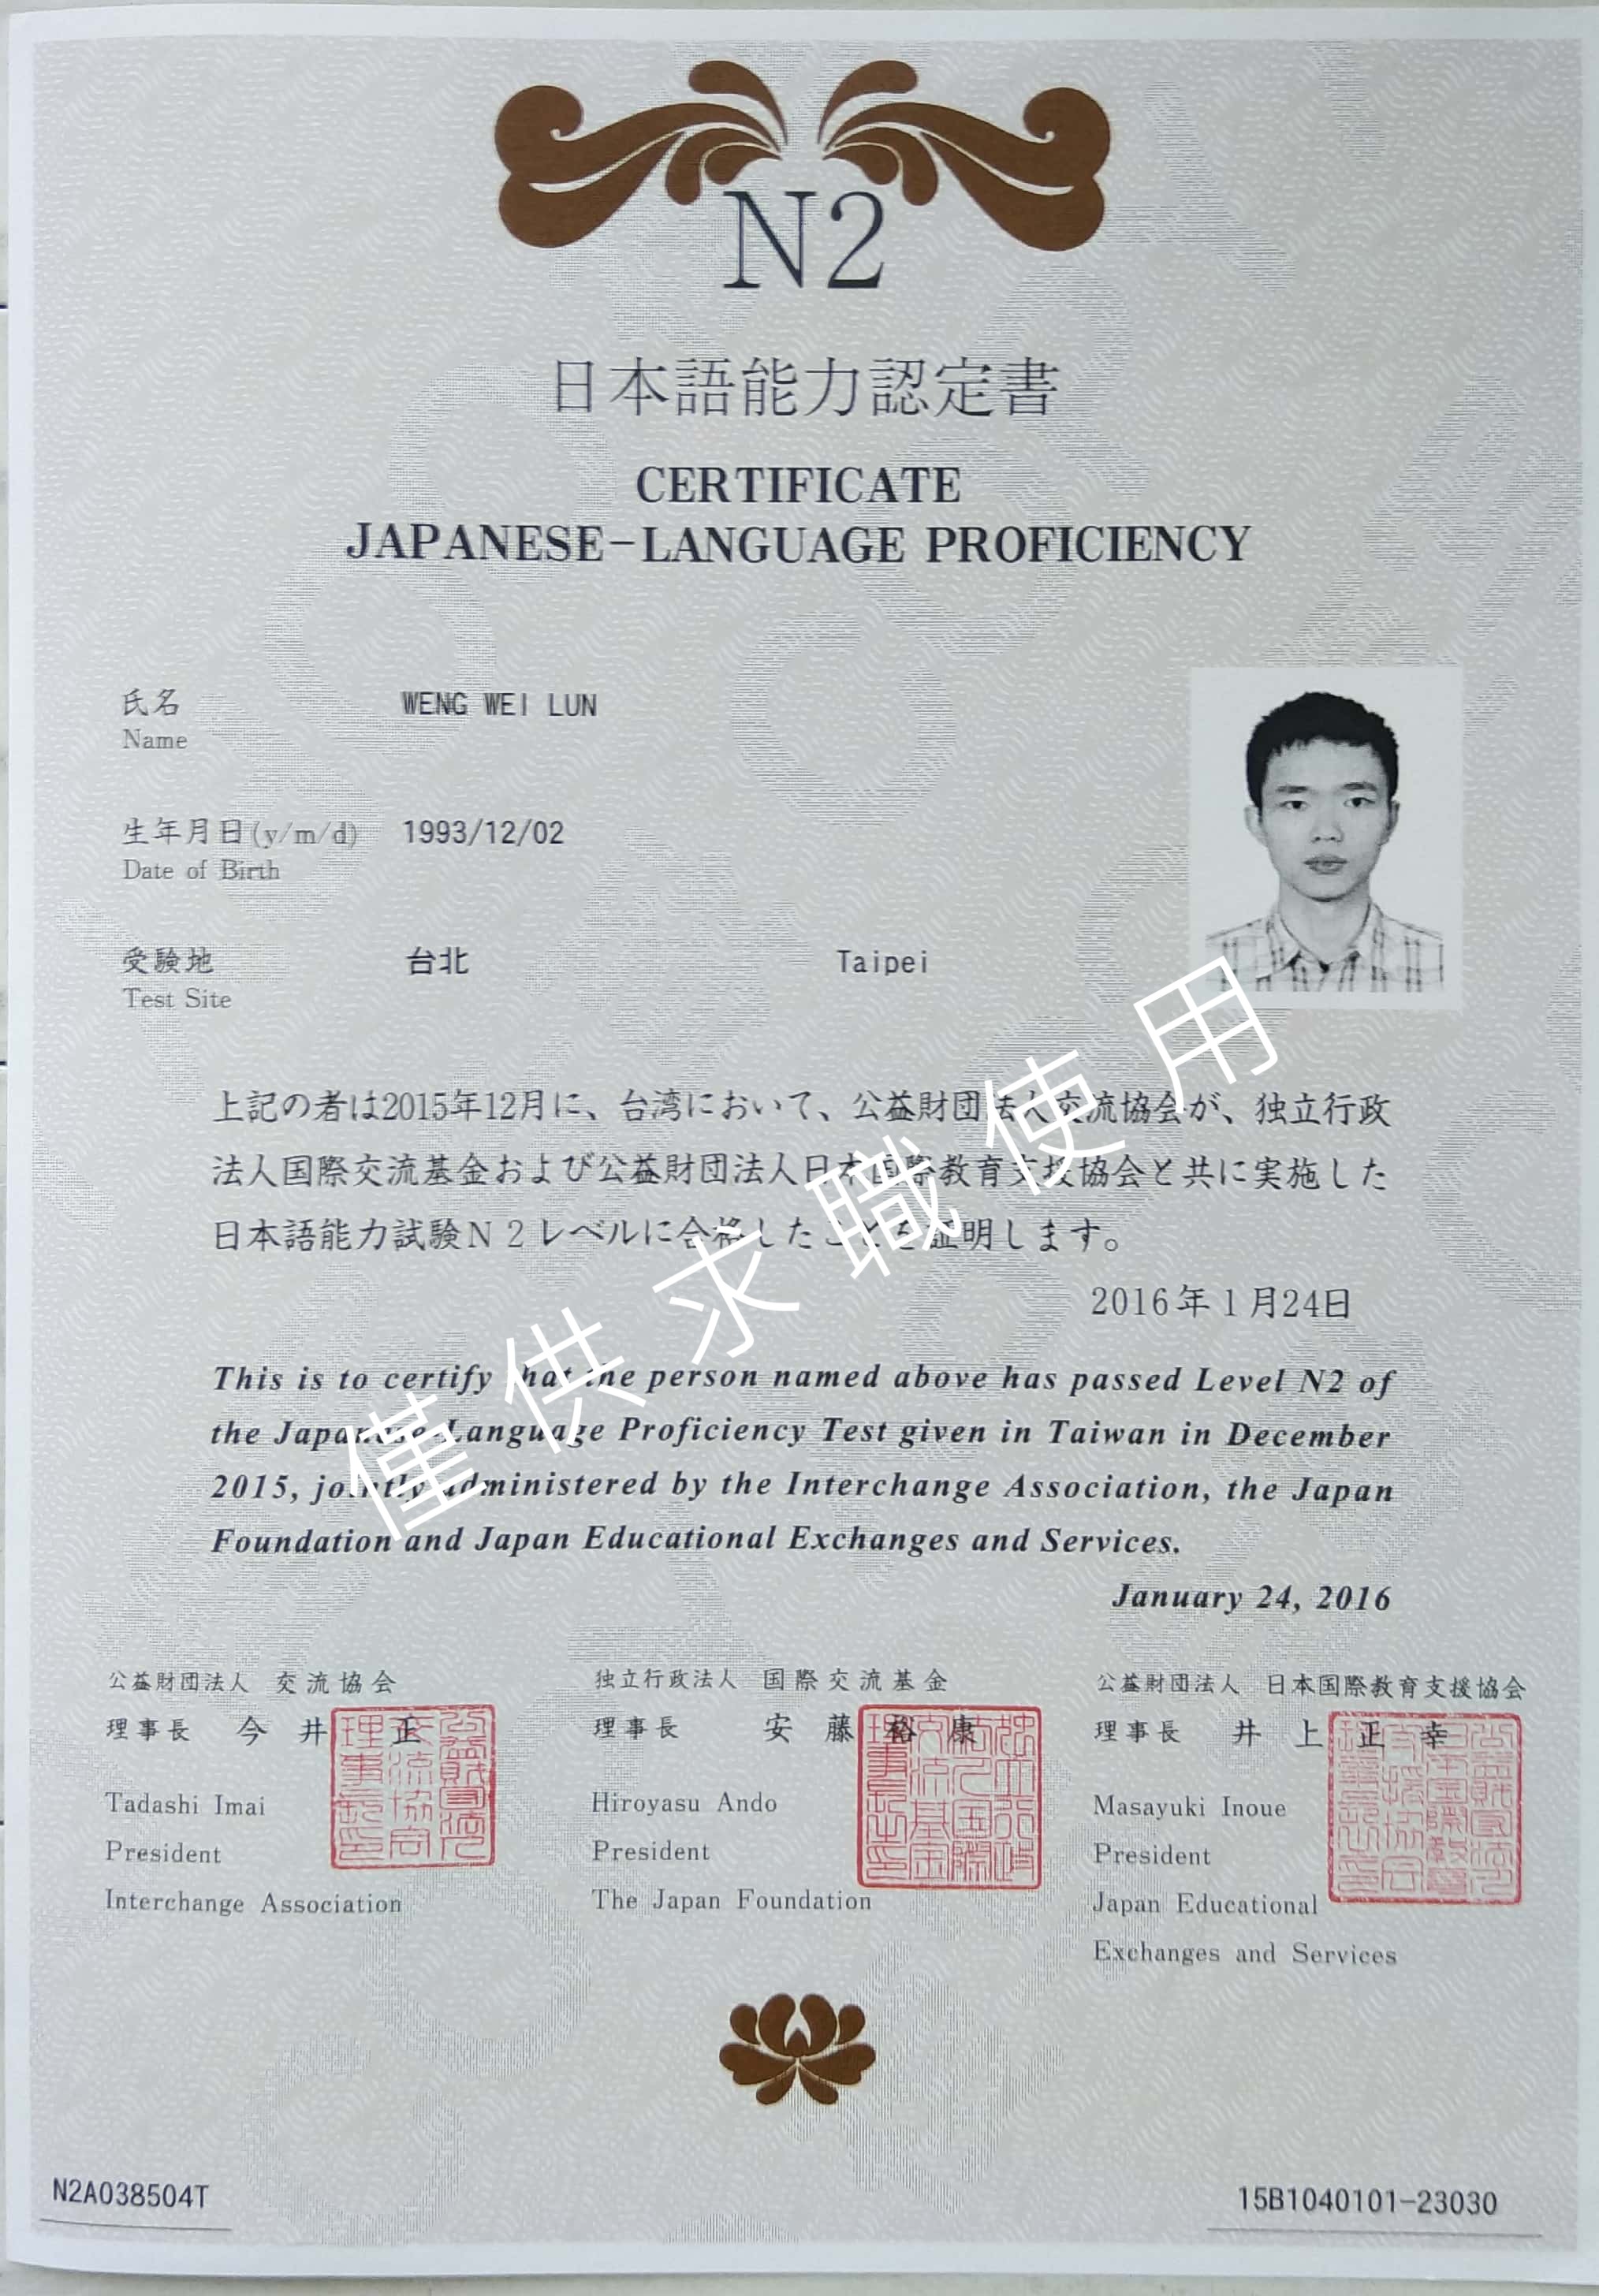 N2
日本語能力認定書
CERTIFICATE
JAPANESE-LANGUAGE PROFICIENCY
氏名 WENG WEI LUN
Name
生年月日(y/m/d) 1993/12/02
Date of Birth
受験地 台北 Taipei
Test Site
上記の者は2015年12月に、台湾において、公益財団法人交流協会が、独立行政
法人国際交流基金および公益財団法人日本国際教育支援協会と共に実施した
日本語能力試験N2レベルに合格したことを証明します。
2016年1月24日
This is to certify that the person named above has passed Level N2 of
the Japanese-Language Proficiency Test given in Taiwan in December
2015, jointly administered by the Interchange Association, the Japan
Foundation and Japan Educational Exchanges and Services.
January 24, 2016
僅供求職使用
公益財団法人 交流協会
理事長 今井 正
Tadashi Imai
President
Interchange Association
独立行政法人 国際交流基金
理事長 安藤裕康
Hiroyasu Ando
President
The Japan Foundation
公益財団法人 日本国際教育支援協会
理事長 井上正幸
Masayuki Inoue
President
Japan Educational
Exchanges and Services
N2A038504T
15B1040101-23030